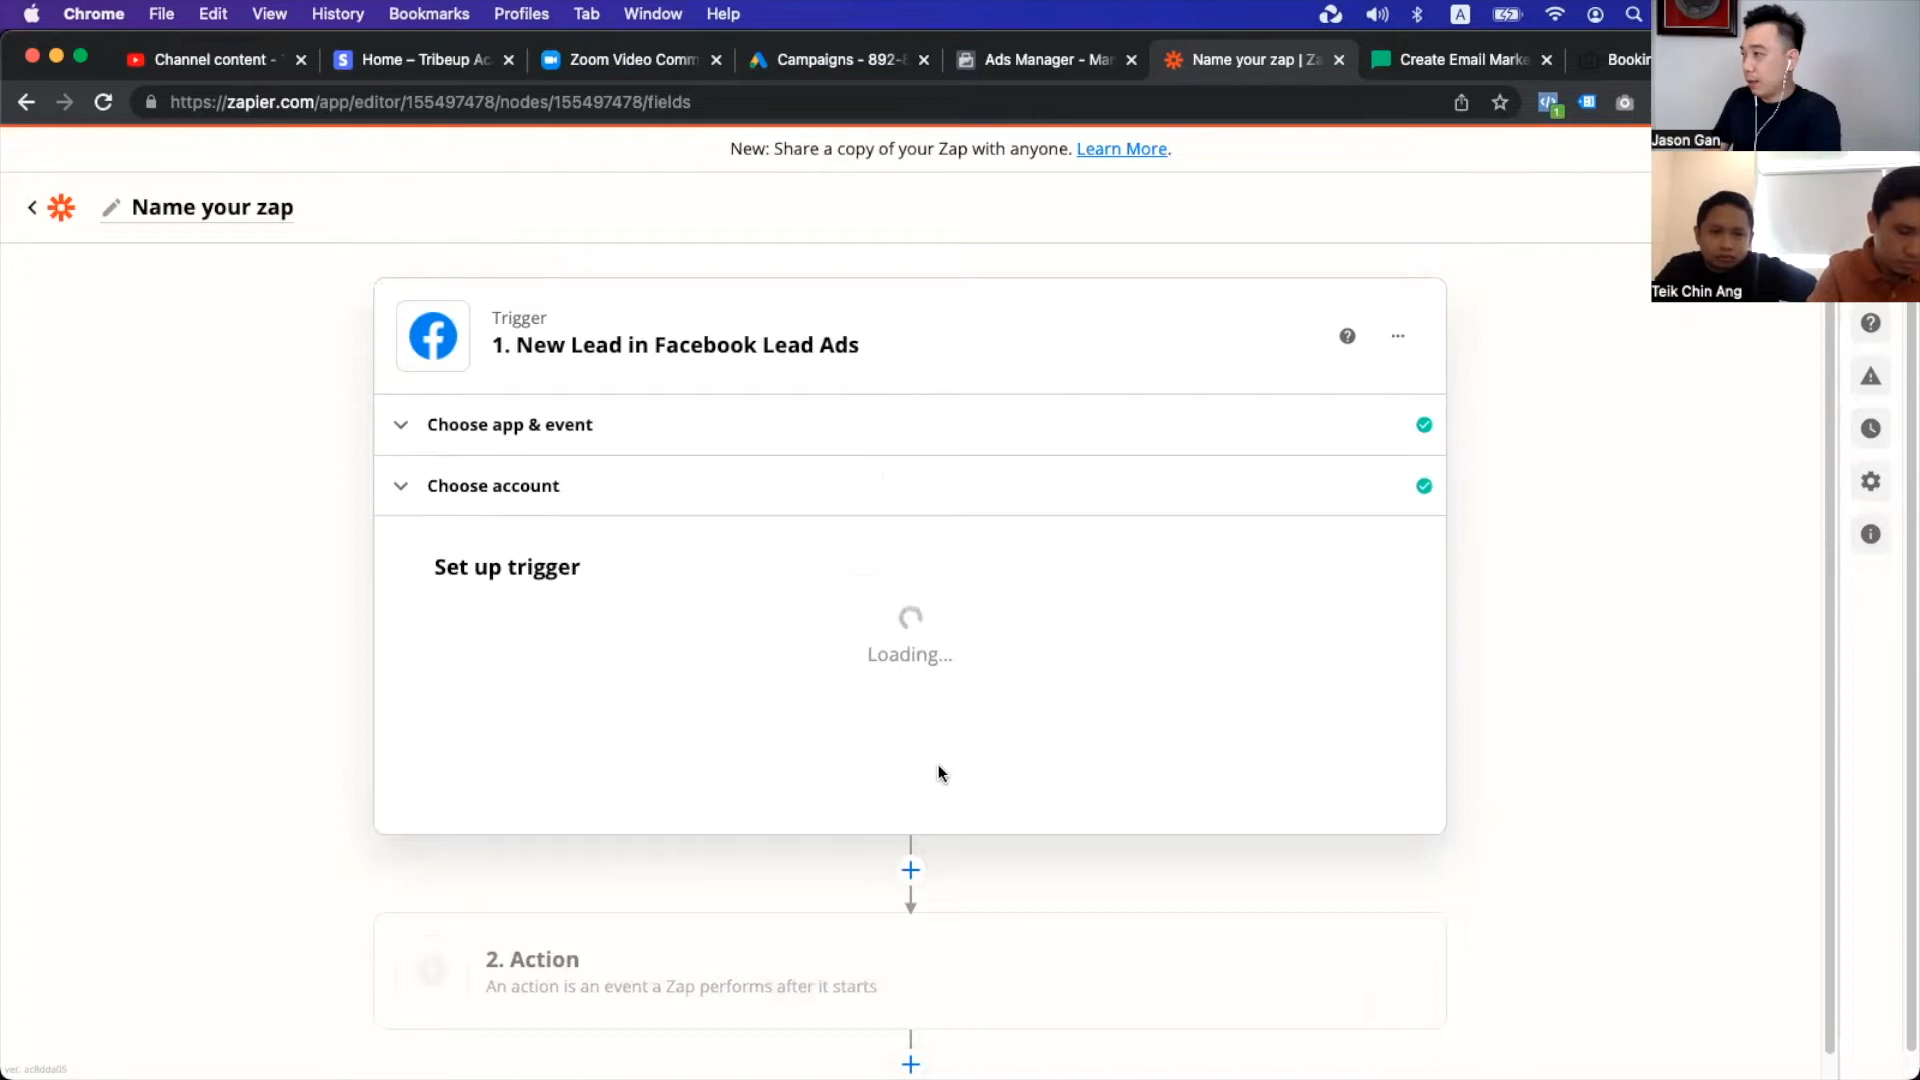 Chrome File Edit View History Bookmarks Profiles Tab Window Help A
Channel content - Home – Tribeup Ac Zoom Video Comm Campaigns - 892- Ads Manager - Mar Name your zap | Za Create Email Marke Bookin
https://zapier.com/app/editor/155497478/nodes/155497478/fields 1
Jason Gan
New: Share a copy of your Zap with anyone. Learn More.
Name your zap
Teik Chin Ang
Trigger
1. New Lead in Facebook Lead Ads
Choose app & event
Choose account
Set up trigger
Loading...
2. Action
An action is an event a Zap performs after it starts
ver. ac8dda05